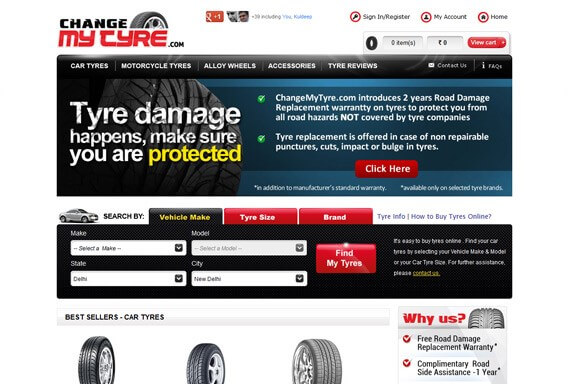 CHANGE
MY TYRE.COM
+1
+39 including You, Kuldeep
Sign In/Register
My Account
Home
0 item(s)
₹ 0
View cart
CAR TYRES
MOTORCYCLE TYRES
ALLOY WHEELS
ACCESSORIES
TYRE REVIEWS
Contact Us
FAQs
Tyre damage
happens, make sure
you are protected
ChangeMyTyre.com introduces 2 years Road Damage
Replacement warrantty on tyres to protect you from
all road hazards NOT covered by tyre companies
Tyre replacement is offered in case of non repairable
punctures, cuts, impact or bulge in tyres.
Click Here
*in addition to manufacturer's standard warranty.
*available only on selected tyre brands.
SEARCH BY:
Vehicle Make
Tyre Size
Brand
Tyre Info | How to Buy Tyres Online?
Make
Model
-- Select a Make --
-- Select a Model --
State
City
Delhi
New Delhi
Find
My Tyres
It's easy to buy tyres online . Find your car
tyres by selecting your Vehicle Make & Model
or your Car Tyre Size. For further assistance,
please contact us.
BEST SELLERS - CAR TYRES
Why us?
Free Road Damage
Replacement Warranty*
Complimentary Road
Side Assistance -1 Year*